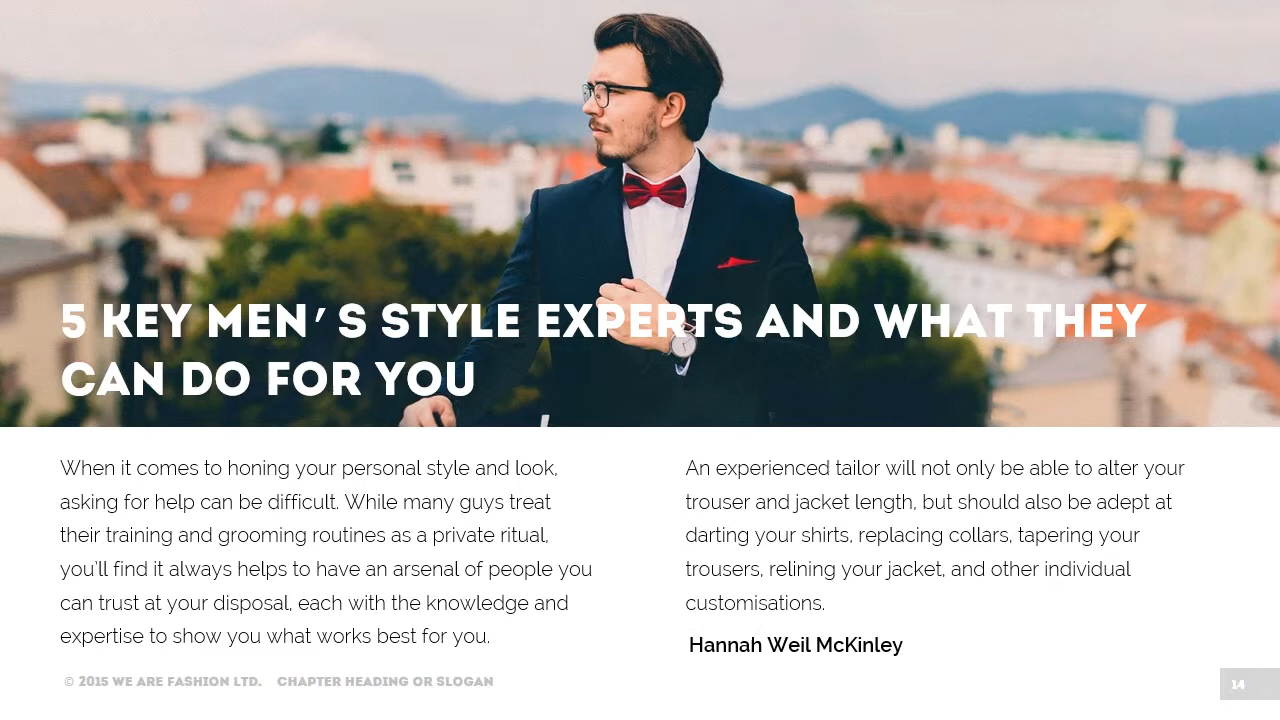 5 KEY MEN’S STYLE EXPERTS AND WHAT THEY
CAN DO FOR YOU
When it comes to honing your personal style and look,
asking for help can be difficult. While many guys treat
their training and grooming routines as a private ritual,
you’ll find it always helps to have an arsenal of people you
can trust at your disposal, each with the knowledge and
expertise to show you what works best for you.
An experienced tailor will not only be able to alter your
trouser and jacket length, but should also be adept at
darting your shirts, replacing collars, tapering your
trousers, relining your jacket, and other individual
customisations.
Hannah Weil McKinley
© 2015 WE ARE FASHION LTD. CHAPTER HEADING OR SLOGAN
14